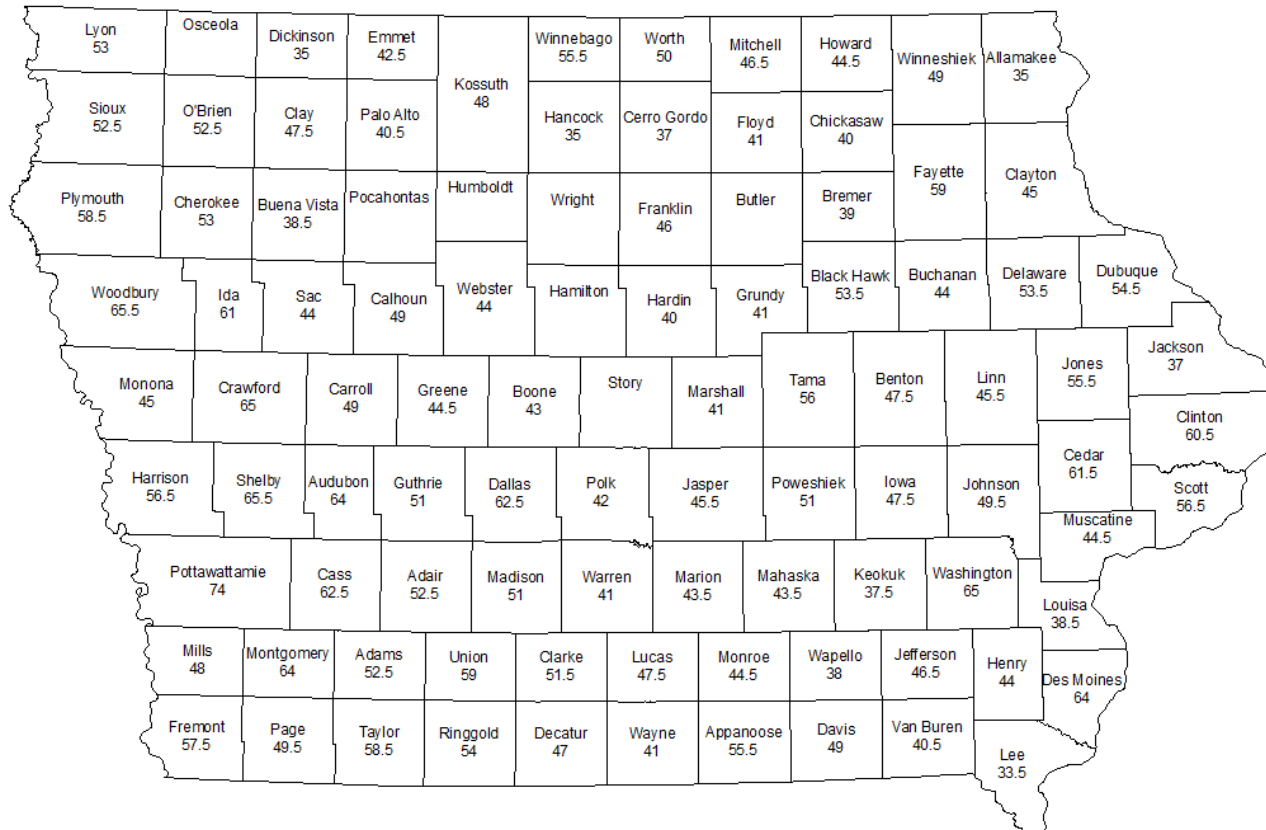 Lyon
53
Osceola
Dickinson
35
Emmet
42.5
Kossuth
48
Winnebago
55.5
Worth
50
Mitchell
46.5
Howard
44.5
Winneshiek
49
Allamakee
35
Sioux
52.5
O'Brien
52.5
Clay
47.5
Palo Alto
40.5
Hancock
35
Cerro Gordo
37
Floyd
41
Chickasaw
40
Fayette
59
Clayton
45
Plymouth
58.5
Cherokee
53
Buena Vista
38.5
Pocahontas
Humboldt
Wright
Franklin
46
Butler
Bremer
39
Woodbury
65.5
Ida
61
Sac
44
Calhoun
49
Webster
44
Hamilton
Hardin
40
Grundy
41
Black Hawk
53.5
Buchanan
44
Delaware
53.5
Dubuque
54.5
Monona
45
Crawford
65
Carroll
49
Greene
44.5
Boone
43
Story
Marshall
41
Tama
56
Benton
47.5
Linn
45.5
Jones
55.5
Jackson
37
Clinton
60.5
Harrison
56.5
Shelby
65.5
Audubon
64
Guthrie
51
Dallas
62.5
Polk
42
Jasper
45.5
Poweshiek
51
Iowa
47.5
Johnson
49.5
Cedar
61.5
Scott
56.5
Muscatine
44.5
Pottawattamie
74
Cass
62.5
Adair
52.5
Madison
51
Warren
41
Marion
43.5
Mahaska
43.5
Keokuk
37.5
Washington
65
Louisa
38.5
Mills
48
Montgomery
64
Adams
52.5
Union
59
Clarke
51.5
Lucas
47.5
Monroe
44.5
Wapello
38
Jefferson
46.5
Henry
44
Des Moines
64
Fremont
57.5
Page
49.5
Taylor
58.5
Ringgold
54
Decatur
47
Wayne
41
Appanoose
55.5
Davis
49
Van Buren
40.5
Lee
33.5